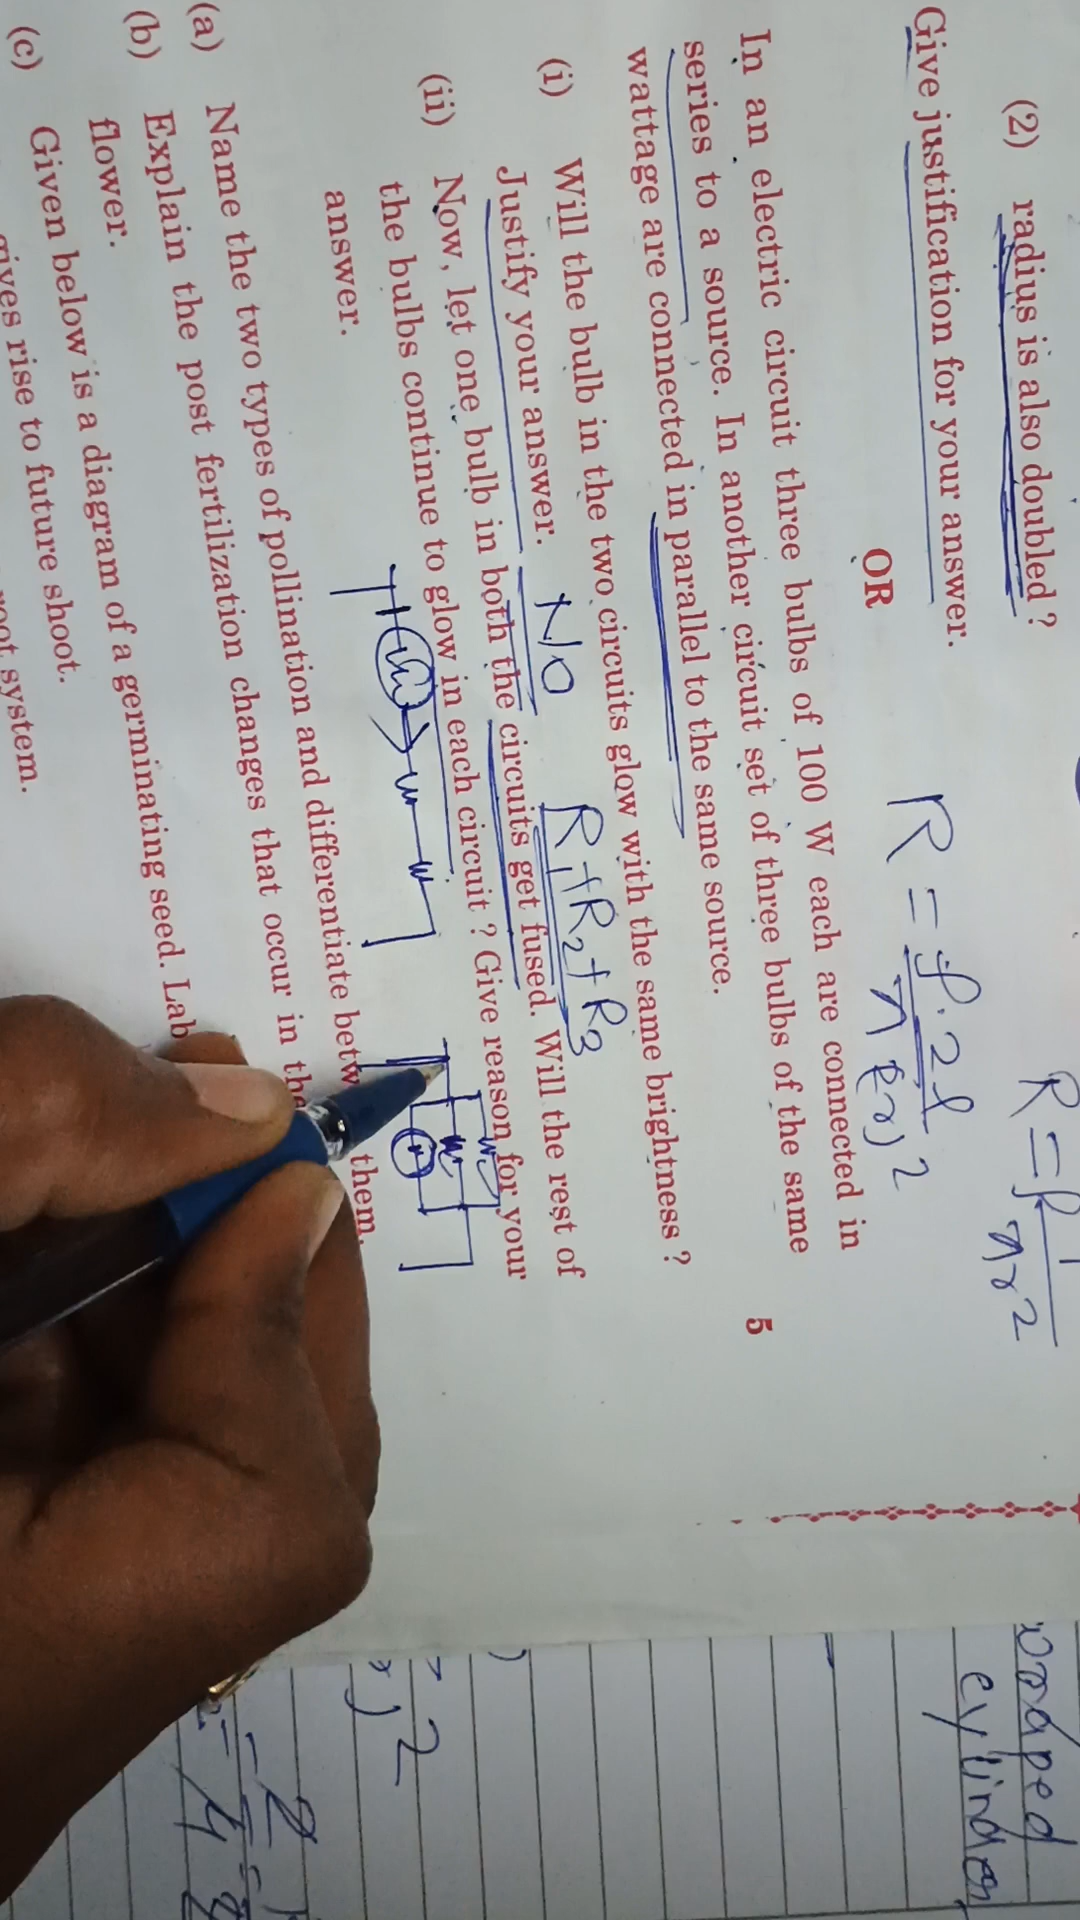 (2) radius is also doubled ?
Give justification for your answer.
OR
In an electric circuit three bulbs of 100 W each are connected in
series to a source. In another circuit set of three bulbs of the same
wattage are connected in parallel to the same source. 5
(i) Will the bulb in the two circuits glow with the same brightness ?
Justify your answer. NO R1+R2+R3
(ii) Now, let one bulb in both the circuits get fused. Will the rest of
the bulbs continue to glow in each circuit ? Give reason for your
answer.
(a) Name the two types of pollination and differentiate betw them.
(b) Explain the post fertilization changes that occur in the
flower.
(c) Given below is a diagram of a germinating seed. Lab
gives rise to future shoot.
root system.
cylinder